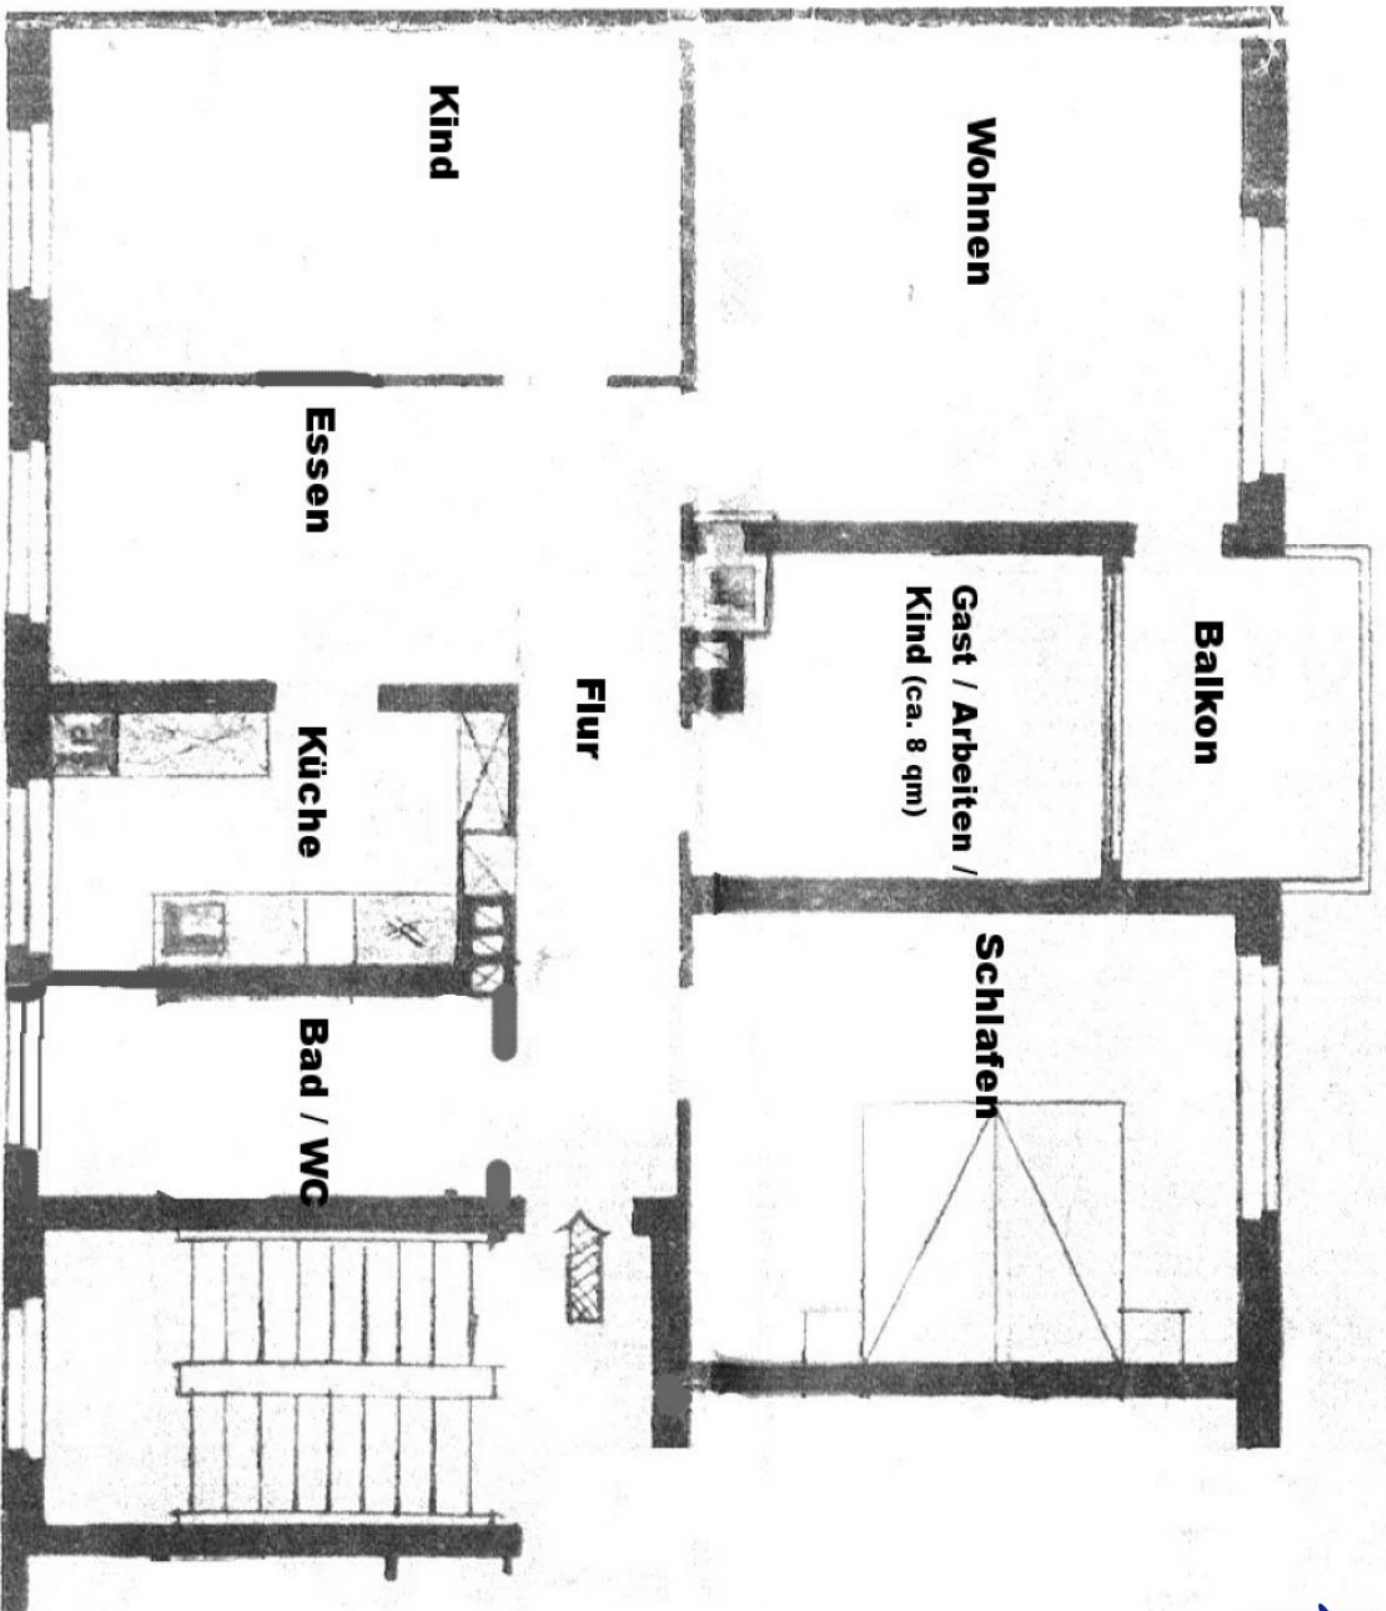 Kind
Wohnen
Essen
Gast / Arbeiten /
Kind (ca. 8 qm)
Balkon
Flur
Küche
Schlafen
Bad / WC